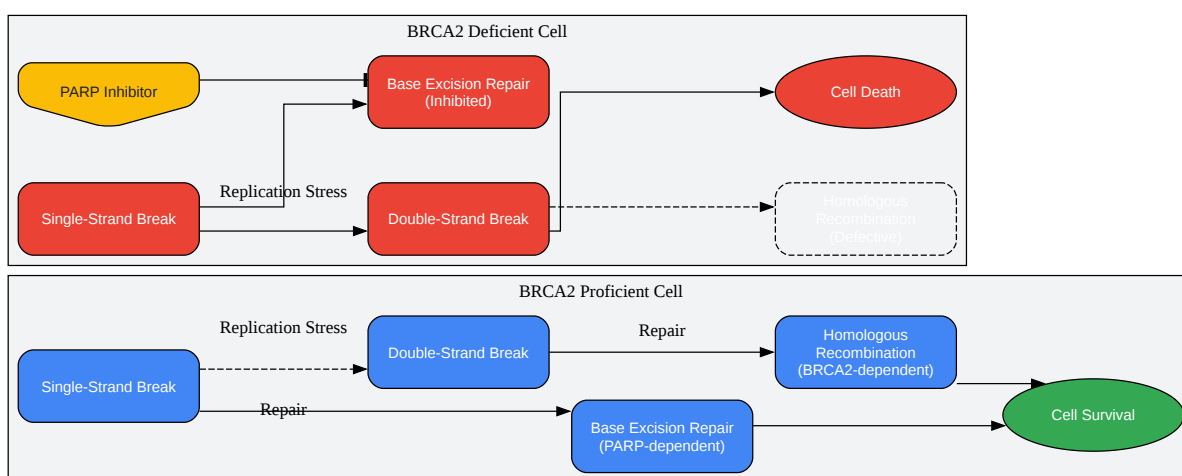 BRCA2 Deficient Cell
PARP Inhibitor
Base Excision Repair
(Inhibited)
Cell Death
Single-Strand Break
Replication Stress
Double-Strand Break
Homologous
Recombination
(Defective)
BRCA2 Proficient Cell
Single-Strand Break
Replication Stress
Double-Strand Break
Repair
Homologous
Recombination
(BRCA2-dependent)
Repair
Base Excision Repair
(PARP-dependent)
Cell Survival